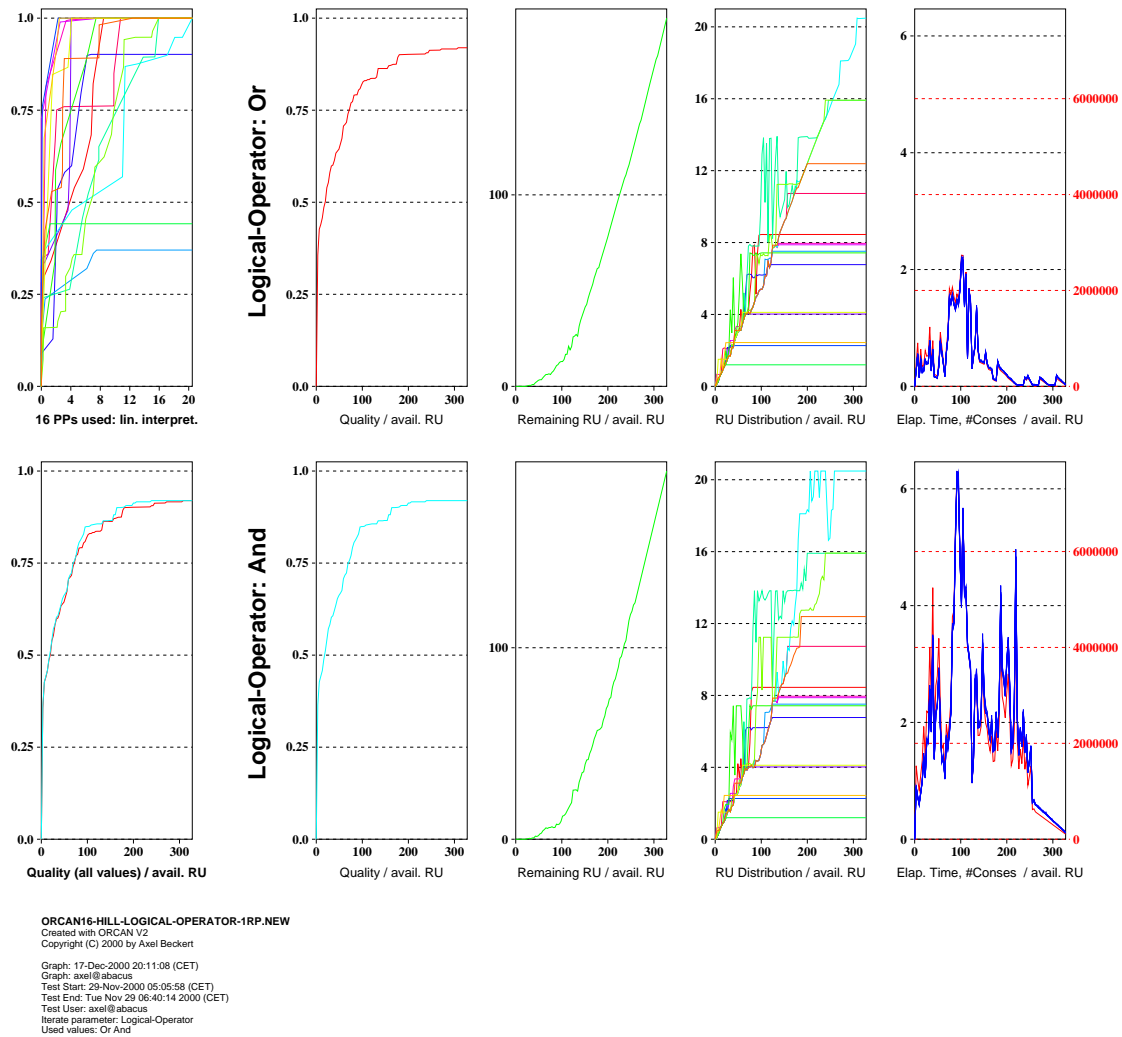 1.0
0.75
0.5
0.25
0.0
0 4 8 12 16 20
16 PPs used: lin. interpret.
Logical-Operator: Or
1.0
0.75
0.5
0.25
0.0
0 100 200 300
Quality / avail. RU
100
0 100 200 300
Remaining RU / avail. RU
20
16
12
8
4
0
0 100 200 300
RU Distribution / avail. RU
6
4
2
0
6000000
4000000
2000000
0
0 100 200 300
Elap. Time, #Conses / avail. RU
1.0
0.75
0.5
0.25
0.0
0 100 200 300
Quality (all values) / avail. RU
Logical-Operator: And
1.0
0.75
0.5
0.25
0.0
0 100 200 300
Quality / avail. RU
100
0 100 200 300
Remaining RU / avail. RU
20
16
12
8
4
0
0 100 200 300
RU Distribution / avail. RU
6
4
2
0
6000000
4000000
2000000
0
0 100 200 300
Elap. Time, #Conses / avail. RU
ORCAN16-HILL-LOGICAL-OPERATOR-1RP.NEW
Created with ORCAN V2
Copyright (C) 2000 by Axel Beckert
Graph: 17-Dec-2000 20:11:08 (CET)
Graph: axel@abacus
Test Start: 29-Nov-2000 05:05:58 (CET)
Test End: Tue Nov 29 06:40:14 2000 (CET)
Test User: axel@abacus
Iterate parameter: Logical-Operator
Used values: Or And